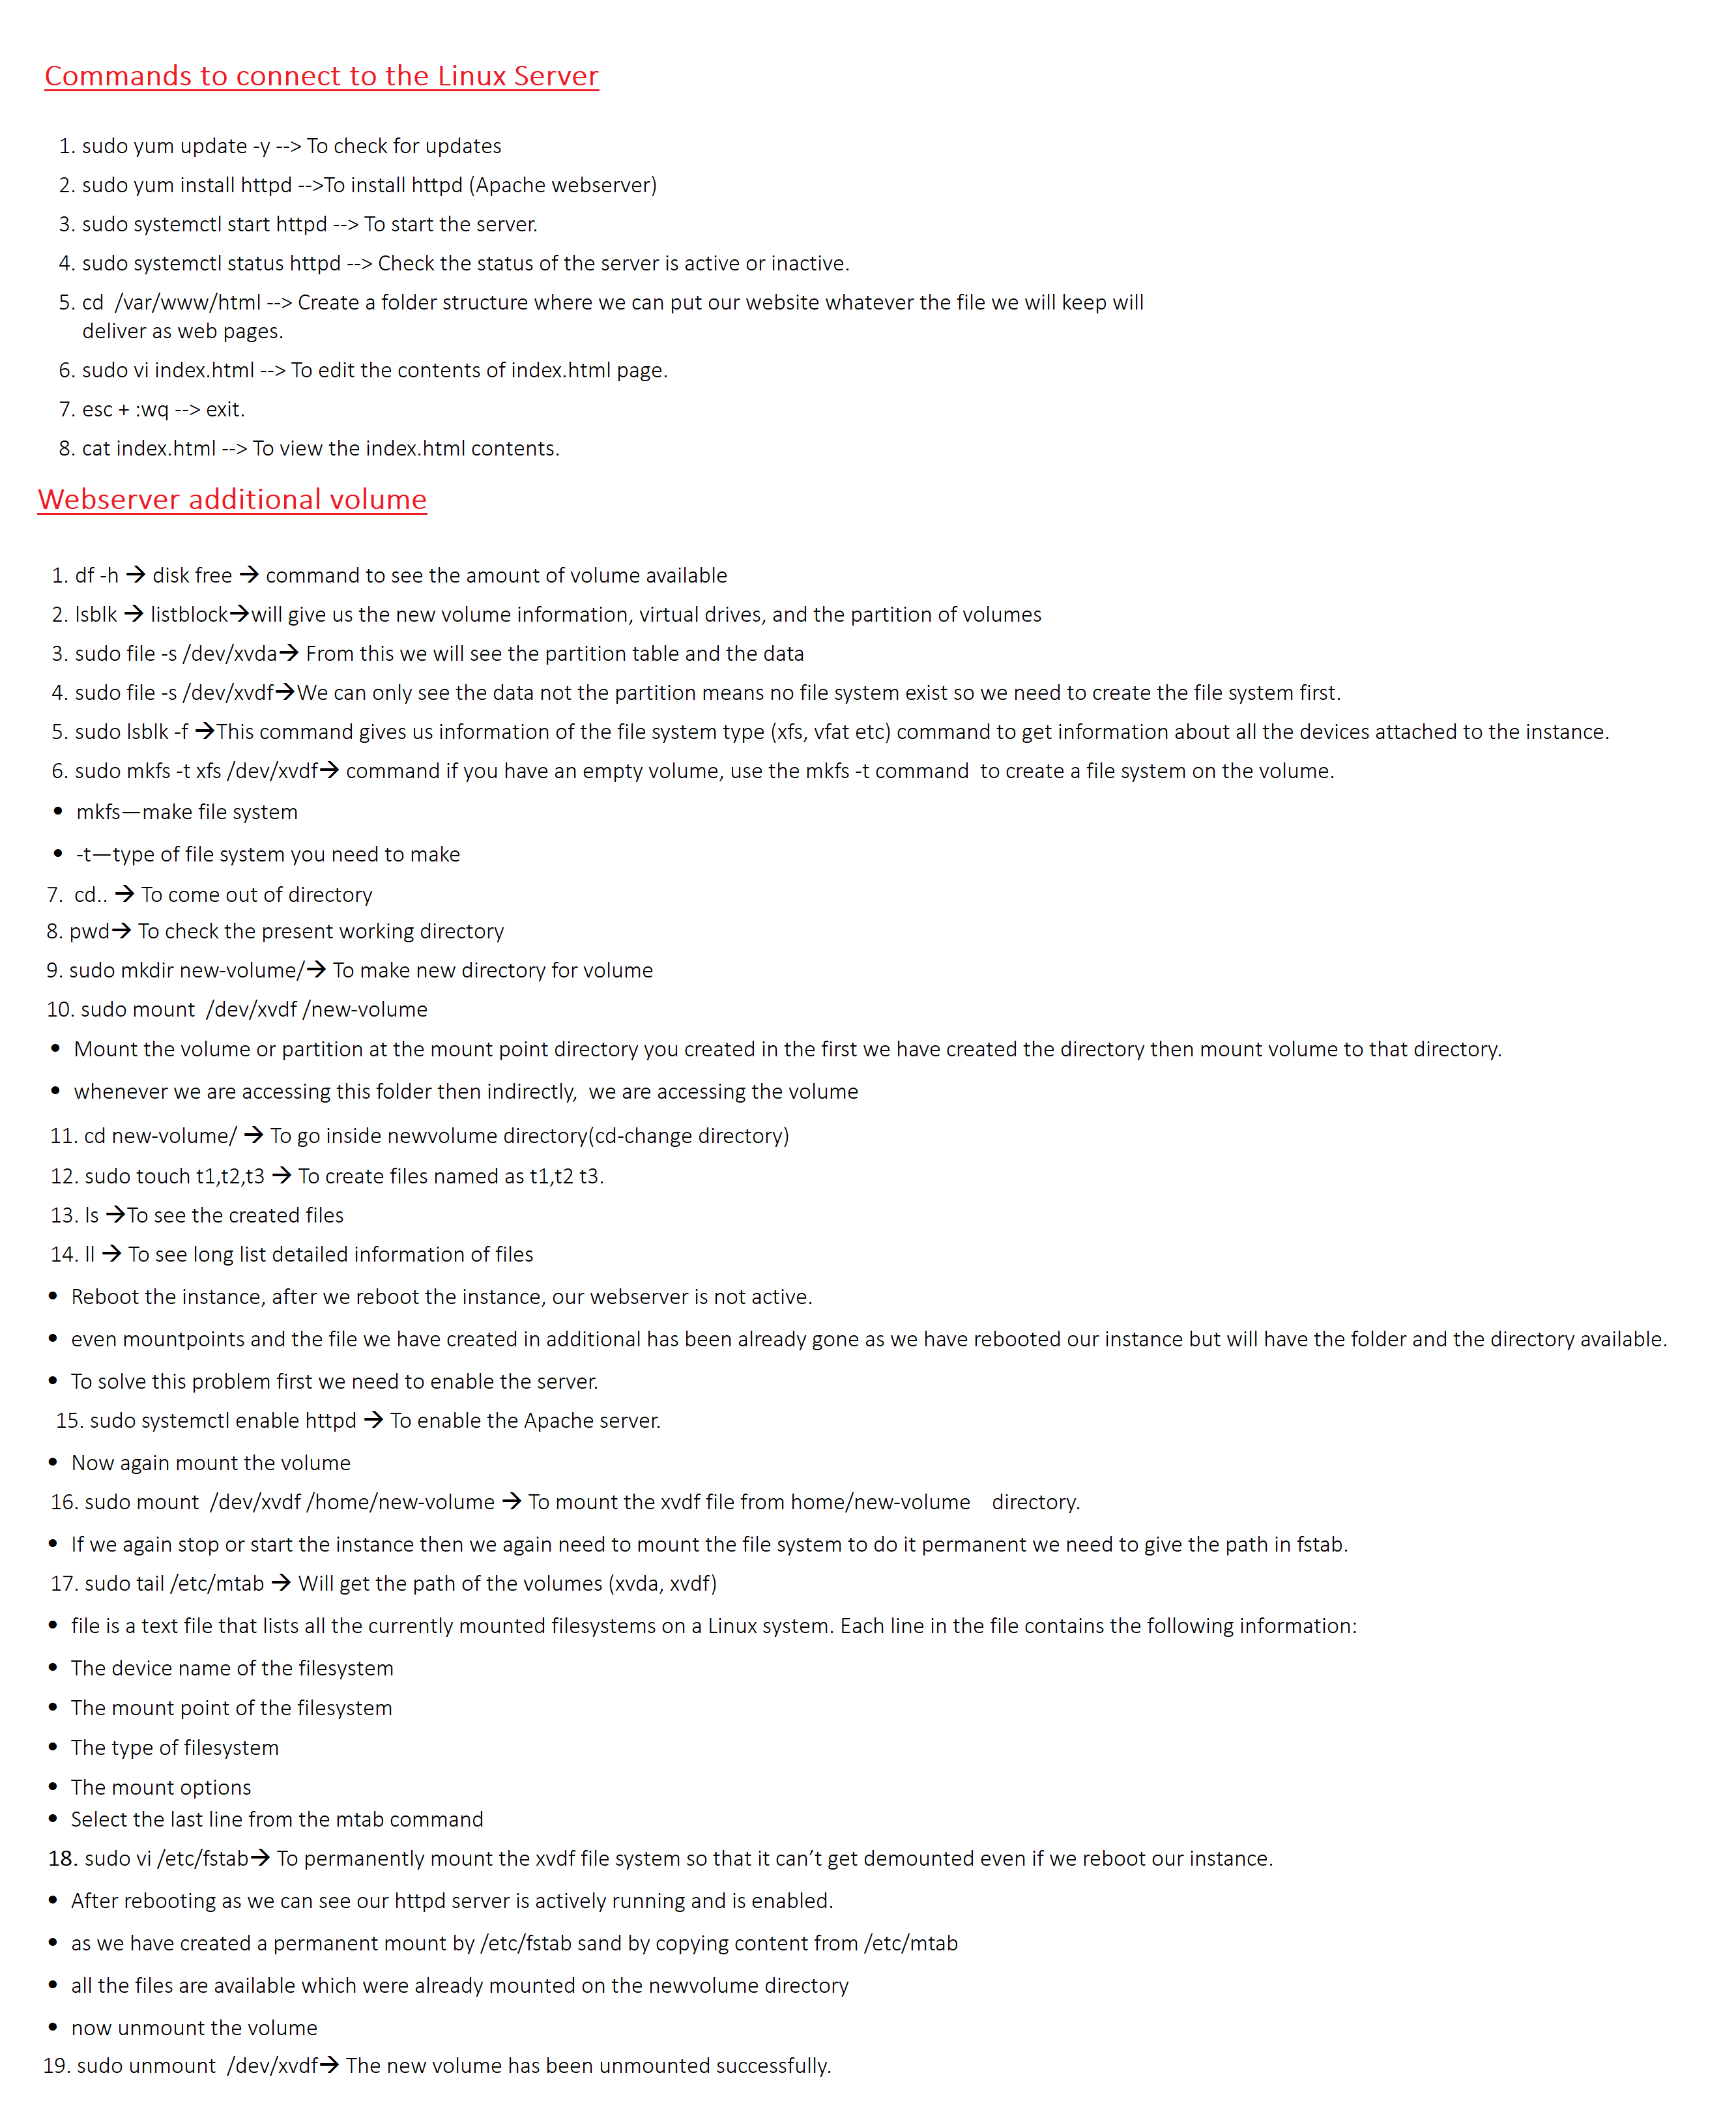 Commands to connect to the Linux Server
1. sudo yum update -y --> To check for updates
2. sudo yum install httpd -->To install httpd (Apache webserver)
3. sudo systemctl start httpd --> To start the server.
4. sudo systemctl status httpd --> Check the status of the server is active or inactive.
5. cd  /var/www/html --> Create a folder structure where we can put our website whatever the file we will keep will
deliver as web pages.
6. sudo vi index.html --> To edit the contents of index.html page.
7. esc + :wq --> exit.
8. cat index.html --> To view the index.html contents.
Webserver additional volume
1. df -h → disk free → command to see the amount of volume available
2. lsblk → listblock→will give us the new volume information, virtual drives, and the partition of volumes
3. sudo file -s /dev/xvda→ From this we will see the partition table and the data
4. sudo file -s /dev/xvdf→We can only see the data not the partition means no file system exist so we need to create the file system first.
5. sudo lsblk -f →This command gives us information of the file system type (xfs, vfat etc) command to get information about all the devices attached to the instance.
6. sudo mkfs -t xfs /dev/xvdf→ command if you have an empty volume, use the mkfs -t command  to create a file system on the volume.
• mkfs—make file system
• -t—type of file system you need to make
7.  cd.. → To come out of directory
8. pwd→ To check the present working directory
9. sudo mkdir new-volume/→ To make new directory for volume
10. sudo mount  /dev/xvdf /new-volume
• Mount the volume or partition at the mount point directory you created in the first we have created the directory then mount volume to that directory.
• whenever we are accessing this folder then indirectly,  we are accessing the volume
11. cd new-volume/ → To go inside newvolume directory(cd-change directory)
12. sudo touch t1,t2,t3 → To create files named as t1,t2 t3.
13. ls →To see the created files
14. ll → To see long list detailed information of files
• Reboot the instance, after we reboot the instance, our webserver is not active.
• even mountpoints and the file we have created in additional has been already gone as we have rebooted our instance but will have the folder and the directory available.
• To solve this problem first we need to enable the server.
15. sudo systemctl enable httpd → To enable the Apache server.
• Now again mount the volume
16. sudo mount  /dev/xvdf /home/new-volume → To mount the xvdf file from home/new-volume    directory.
• If we again stop or start the instance then we again need to mount the file system to do it permanent we need to give the path in fstab.
17. sudo tail /etc/mtab → Will get the path of the volumes (xvda, xvdf)
• file is a text file that lists all the currently mounted filesystems on a Linux system. Each line in the file contains the following information:
• The device name of the filesystem
• The mount point of the filesystem
• The type of filesystem
• The mount options
• Select the last line from the mtab command
18. sudo vi /etc/fstab→ To permanently mount the xvdf file system so that it can’t get demounted even if we reboot our instance.
• After rebooting as we can see our httpd server is actively running and is enabled.
• as we have created a permanent mount by /etc/fstab sand by copying content from /etc/mtab
• all the files are available which were already mounted on the newvolume directory
• now unmount the volume
19. sudo unmount  /dev/xvdf→ The new volume has been unmounted successfully.